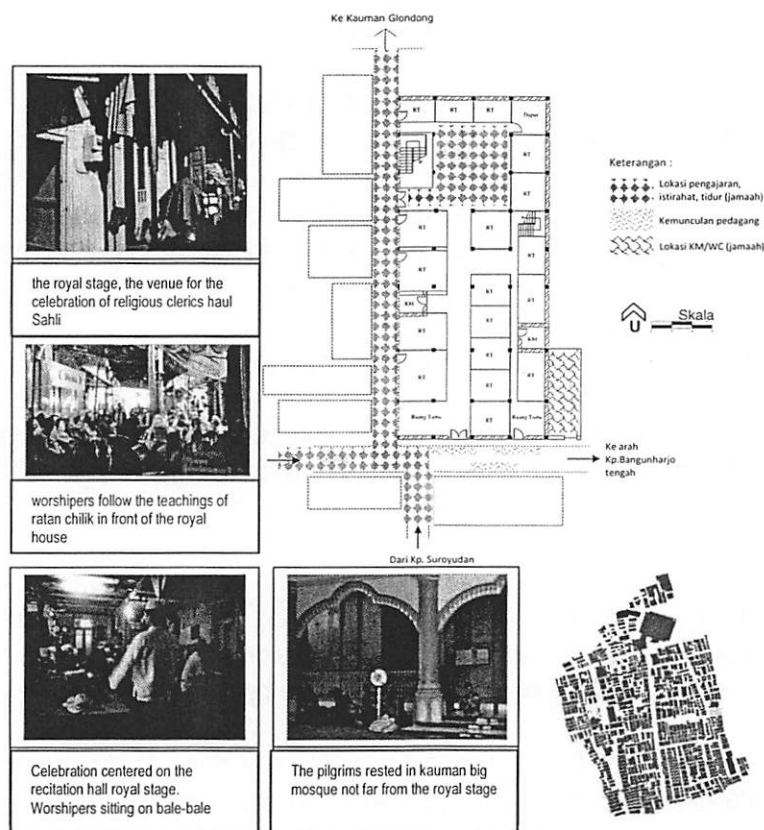 Ke Kauman Glondong
the royal stage, the venue for the
celebration of religious clerics haul
Sahli
worshipers follow the teachings of
ratan chilik in front of the royal
house
Celebration centered on the
recitation hall royal stage.
Worshipers sitting on bale-bale
The pilgrims rested in kauman big
mosque not far from the royal stage
KT
KT
KT
Dapur
KT
KT
KT
KT
KT
KT
KT
KT
KT
KM
KT
KT
KM
KT
KT
KT
KT
Ruang Tamu
KT
Ruang Tamu
Keterangan :
Lokasi pengajaran,
istirahat, tidur (jamaah)
Kemunculan pedagang
Lokasi KM/WC (jamaah)
U
Skala
Ke arah
Kp.Bangunharjo
tengah
Dari Kp. Suroyudan